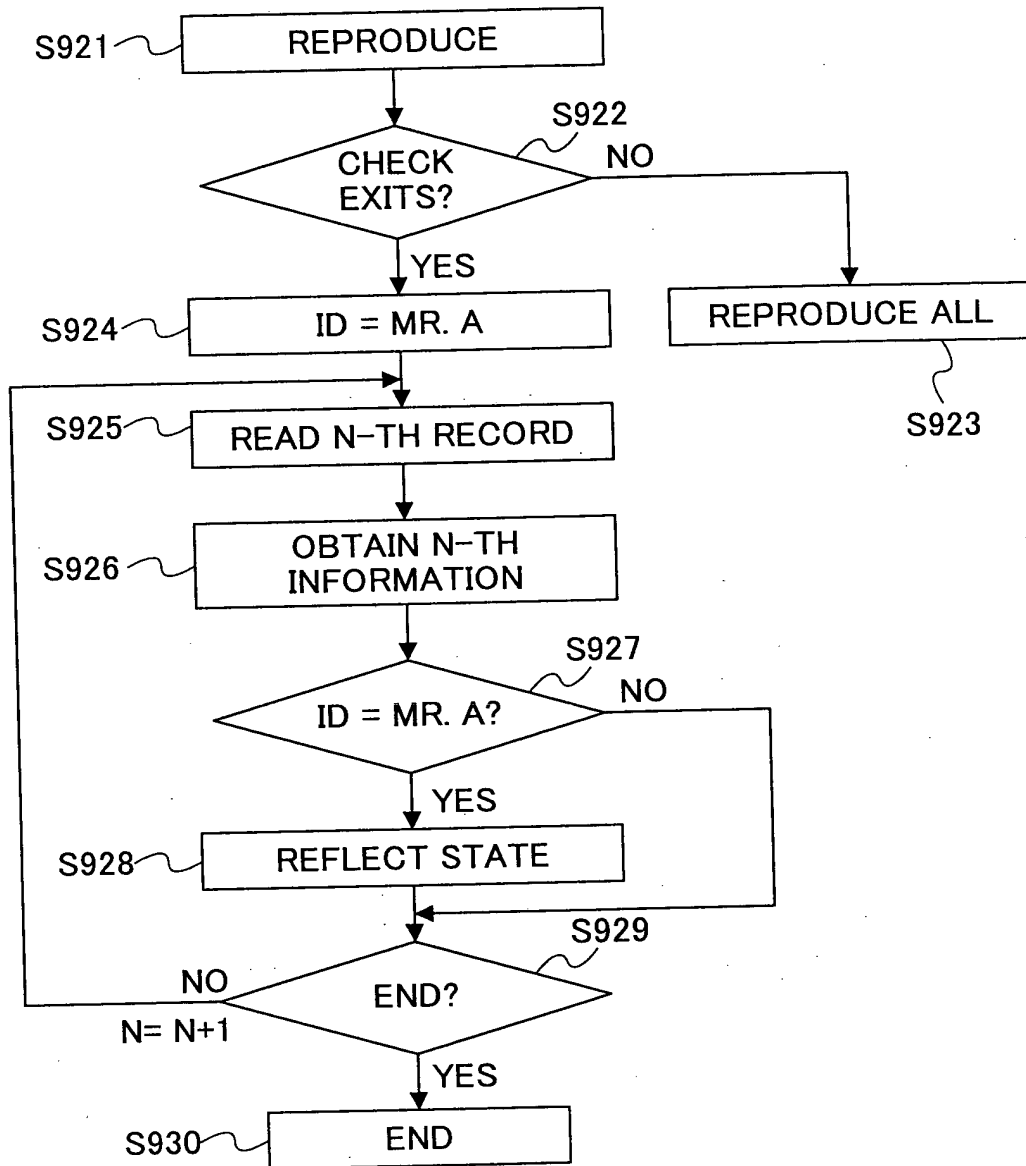 S921
REPRODUCE
S922
CHECK
EXITS?
NO
YES
S924
ID = MR. A
REPRODUCE ALL
S923
S925
READ N-TH RECORD
S926
OBTAIN N-TH
INFORMATION
S927
ID = MR. A?
NO
YES
S928
REFLECT STATE
S929
END?
NO
N= N+1
YES
S930
END